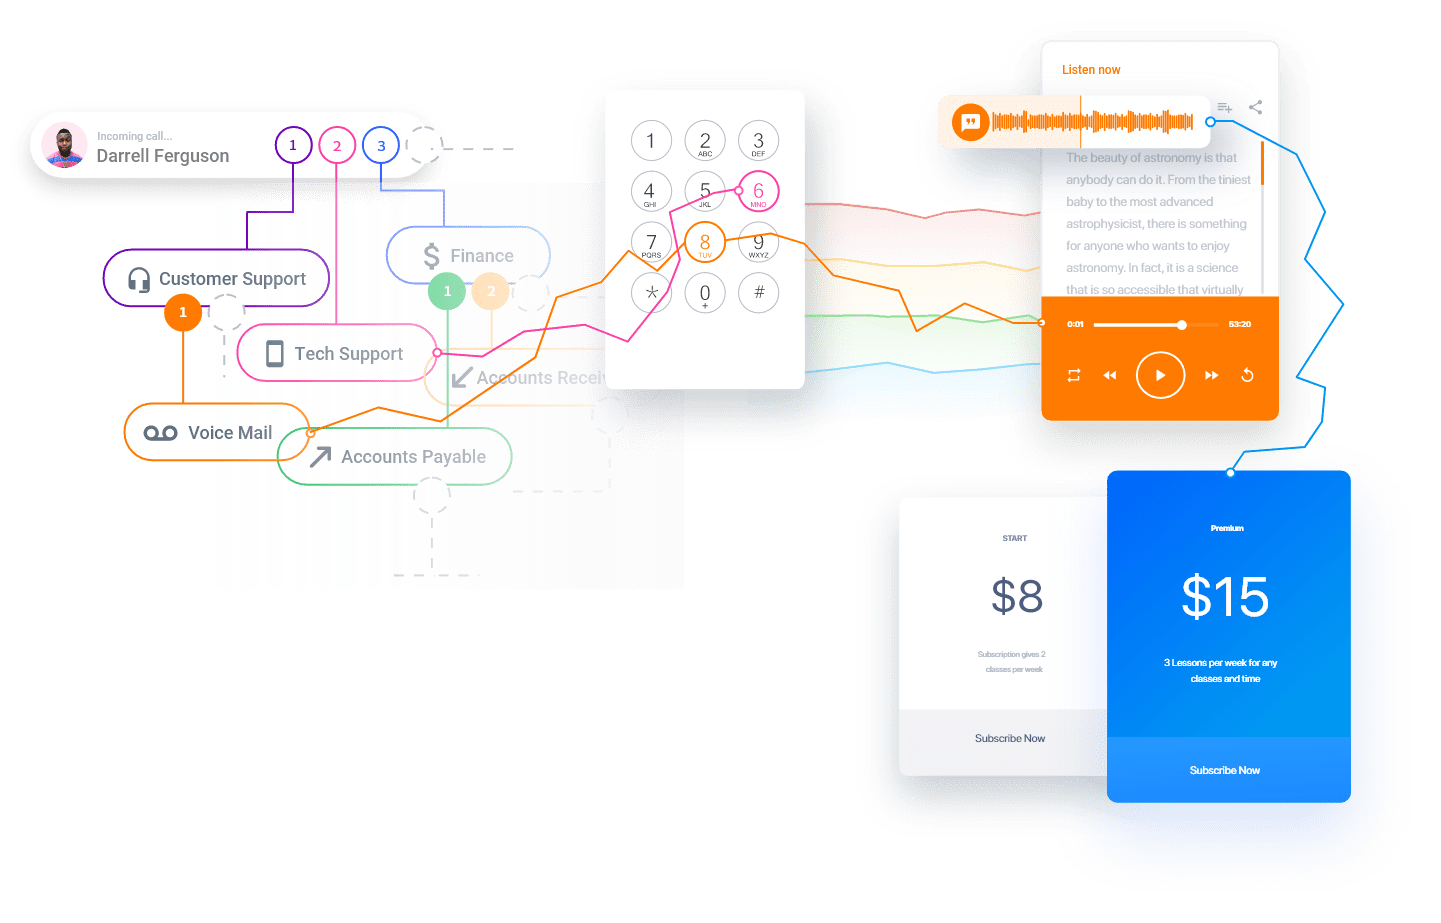 Incoming call...
Darrell Ferguson
1
2
3
Customer Support
1
Finance
1
2
Tech Support
Accounts Recei
Voice Mail
Accounts Payable
1
2
ABC
3
DEF
4
GHI
5
JKL
6
MNO
7
PQRS
8
TUV
9
WXYZ
*
0
+
#
Listen now
The beauty of astronomy is that
anybody can do it. From the tiniest
baby to the most advanced
astrophysicist, there is something
for anyone who wants to enjoy
astronomy. In fact, it is a science
that is so accessible that virtually
0:01
53:20
START
$8
Subscription gives 2
classes per week
Subscribe Now
Premium
$15
3 Lessons per week for any
classes and time
Subscribe Now